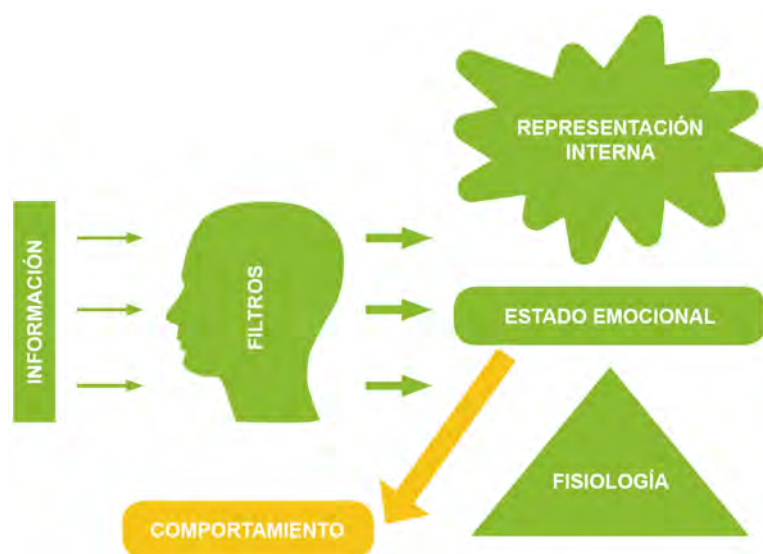 INFORMACIÓN
FILTROS
REPRESENTACIÓN
INTERNA
ESTADO EMOCIONAL
FISIOLOGÍA
COMPORTAMIENTO